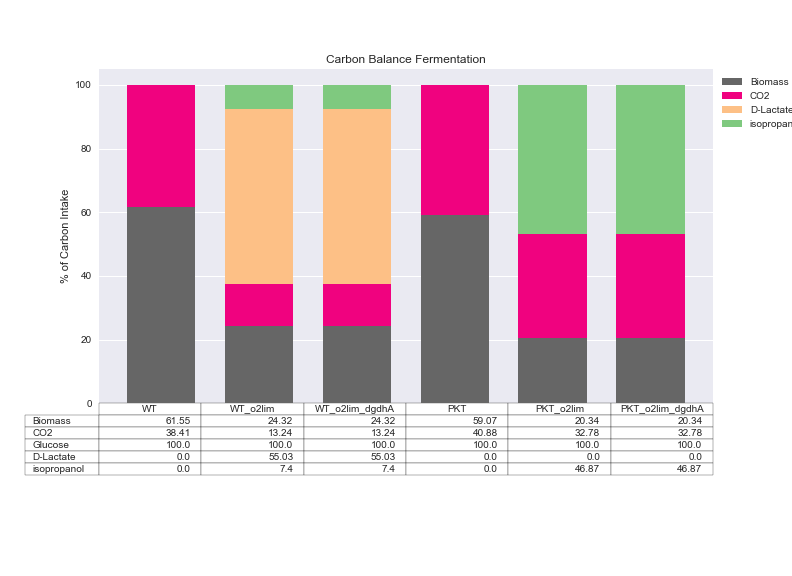 Carbon Balance Fermentation
100
80
60
40
20
0
% of Carbon Intake
Biomass
CO2
D-Lactate
isopropanol
WT WT_o2lim WT_o2lim_dgdhA PKT PKT_o2lim PKT_o2lim_dgdhA
Biomass 61.55 24.32 24.32 59.07 20.34 20.34
CO2 38.41 13.24 13.24 40.88 32.78 32.78
Glucose 100.0 100.0 100.0 100.0 100.0 100.0
D-Lactate 0.0 55.03 55.03 0.0 0.0 0.0
isopropanol 0.0 7.4 7.4 0.0 46.87 46.87